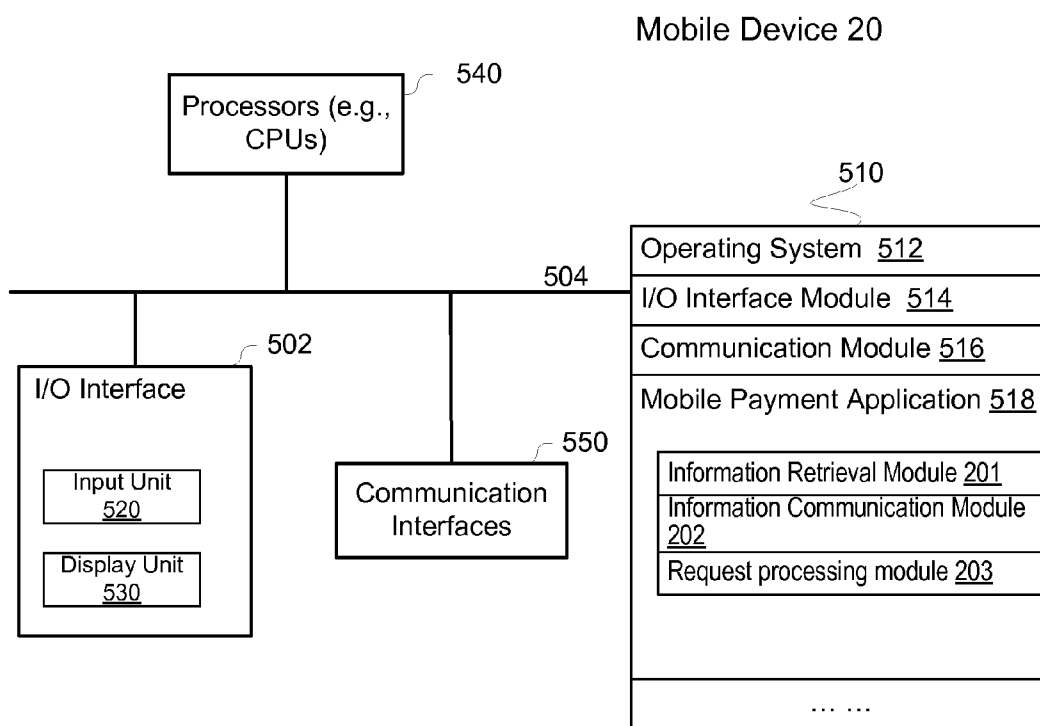 Mobile Device 20
540
Processors (e.g.,
CPUs)
510
Operating System 512
504
I/O Interface Module 514
Communication Module 516
502
I/O Interface
Mobile Payment Application 518
550
Input Unit
520
Communication
Interfaces
Information Retrieval Module 201
Information Communication Module
202
Display Unit
530
Request processing module 203
... ...